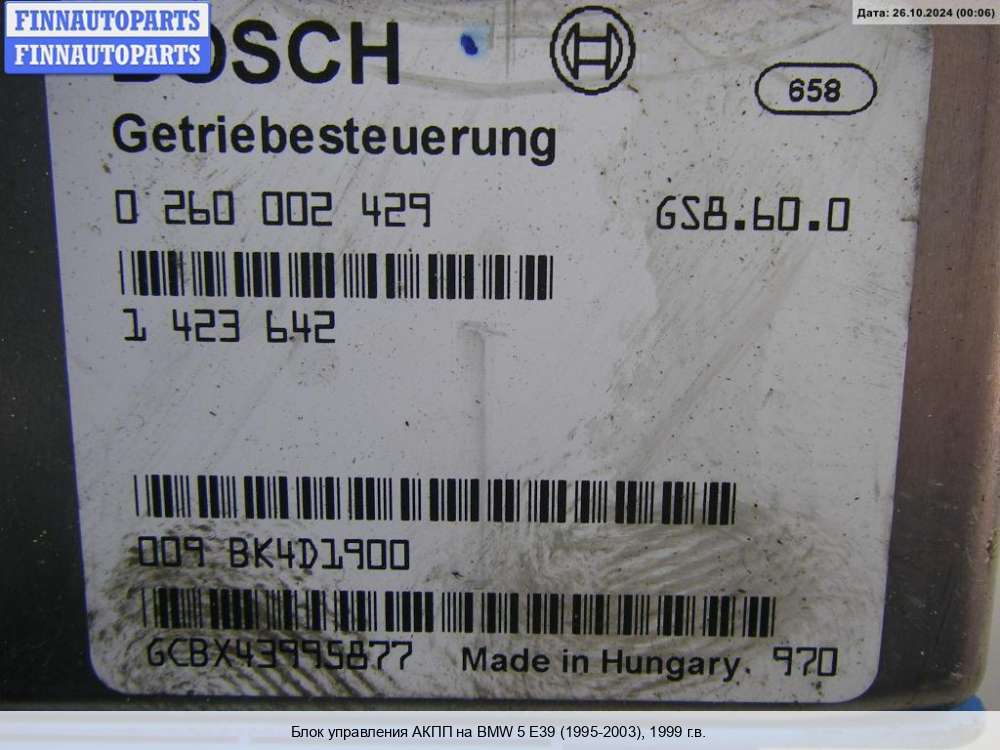 FINNAUTOPARTS
FINNAUTOPARTS
Дата: 26.10.2024 (00:06)
BOSCH
658
Getriebesteuerung
0 260 002 429 GS8.60.0
1 423 642
009 BK4D1900
GCBX43995877 Made in Hungary. 970
Блок управления АКПП на BMW 5 E39 (1995-2003), 1999 г.в.